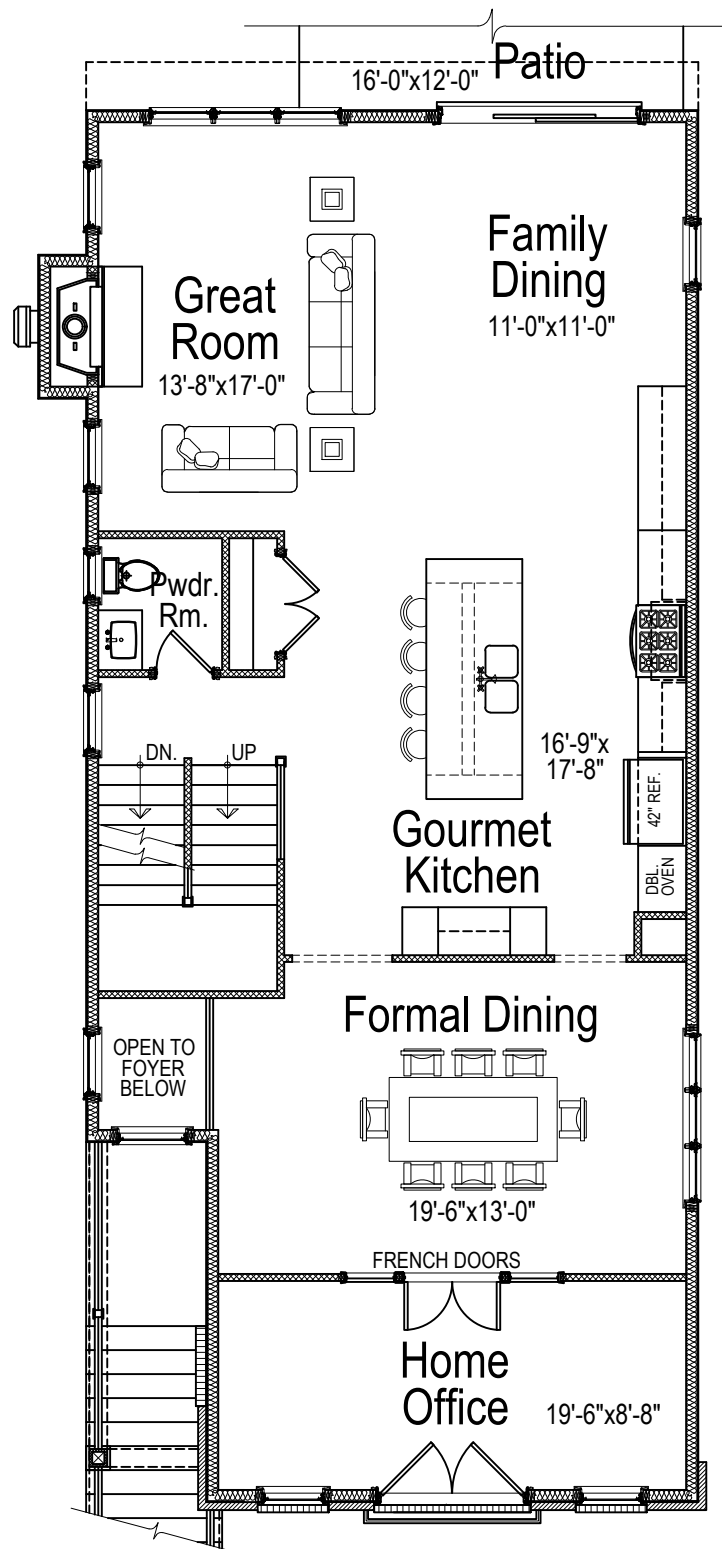 Patio
16'-0"x12'-0"
Family
Dining
11'-0"x11'-0"
Great
Room
13'-8"x17'-0"
Pwdr.
Rm.
DN.
UP
16'-9"x
17'-8"
42" REF.
Gourmet
Kitchen
DBL.
OVEN
Formal Dining
OPEN TO
FOYER
BELOW
19'-6"x13'-0"
FRENCH DOORS
Home
Office
19'-6"x8'-8"